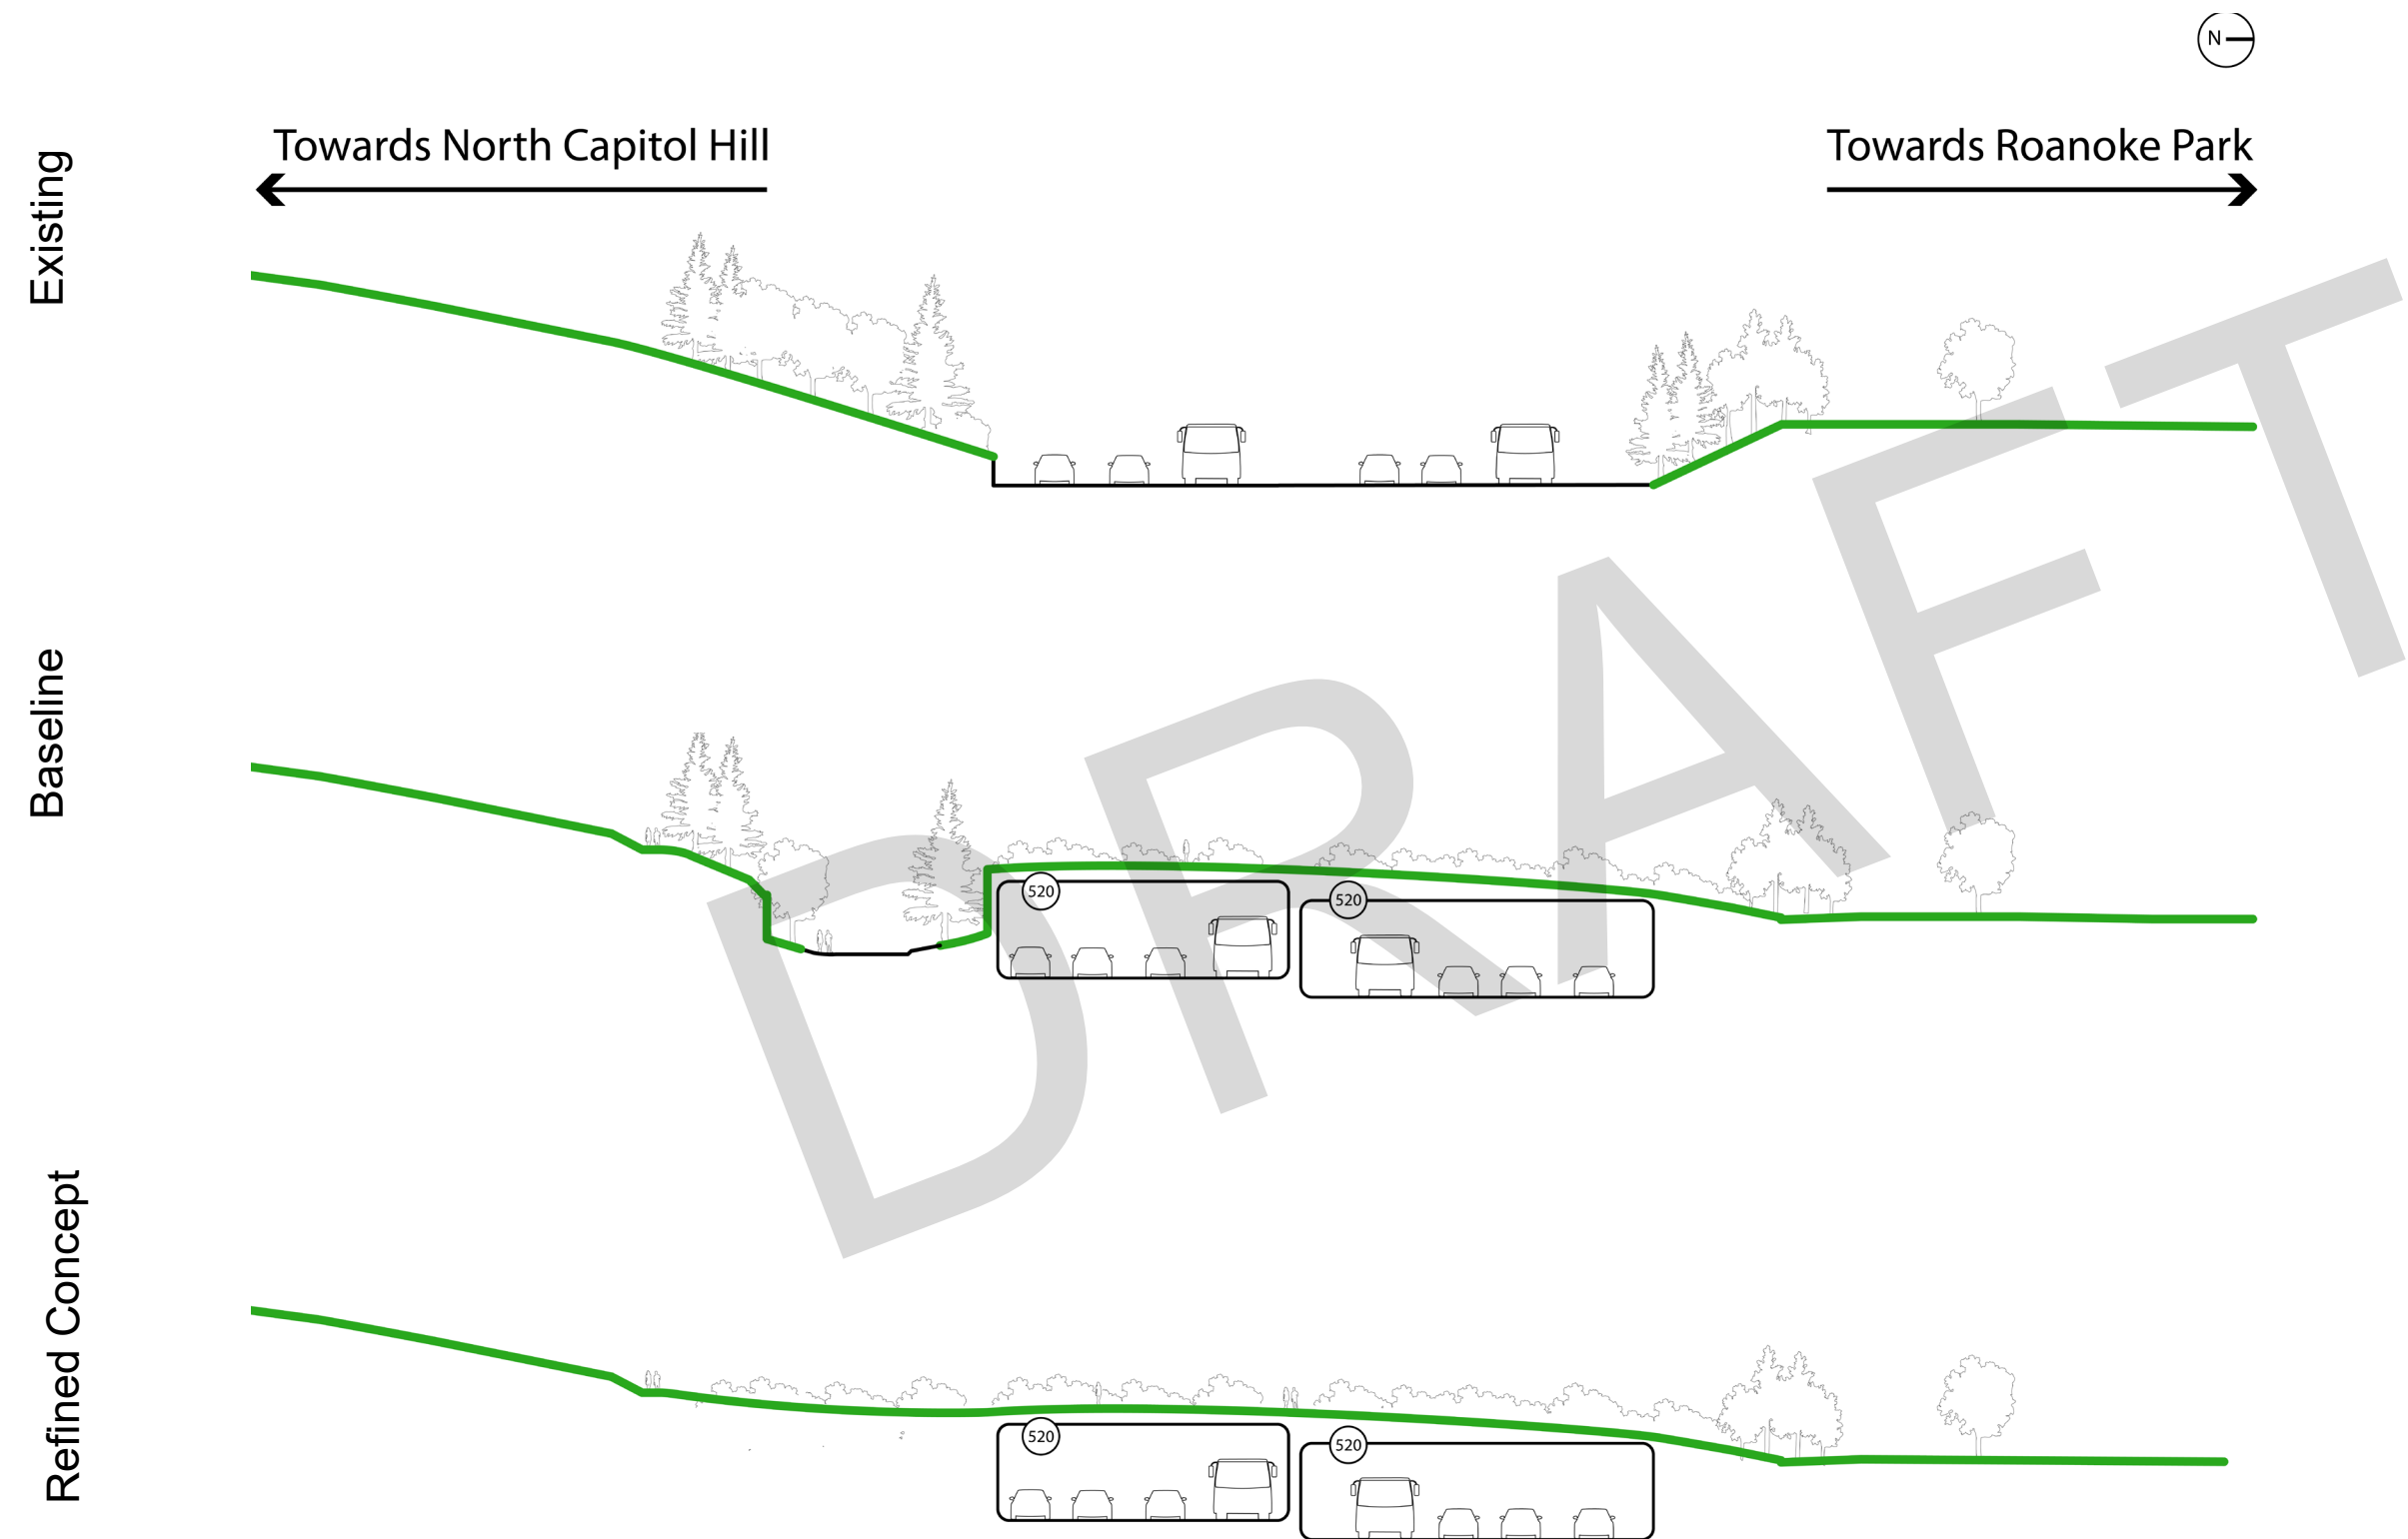 N
Towards North Capitol Hill
Towards Roanoke Park
Existing
Baseline
520
520
Refined Concept
520
520
DRAFT